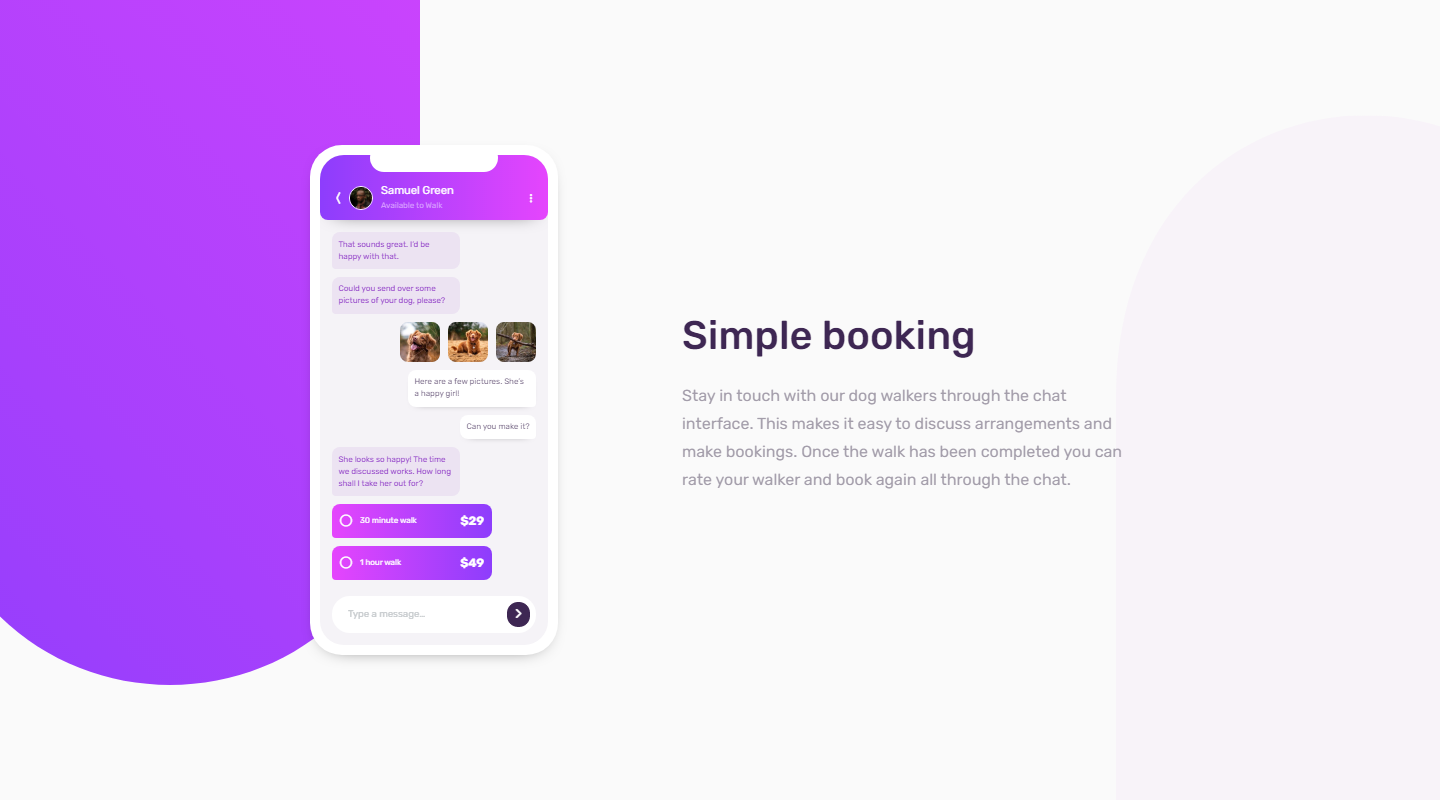 Samuel Green
Available to Walk
That sounds great. I'd be
happy with that.
Could you send over some
pictures of your dog, please?
Here are a few pictures. She's
a happy girl!
Can you make it?
She looks so happy! The time
we discussed works. How long
shall I take her out for?
30 minute walk $29
1 hour walk $49
Type a message...
Simple booking
Stay in touch with our dog walkers through the chat
interface. This makes it easy to discuss arrangements and
make bookings. Once the walk has been completed you can
rate your walker and book again all through the chat.